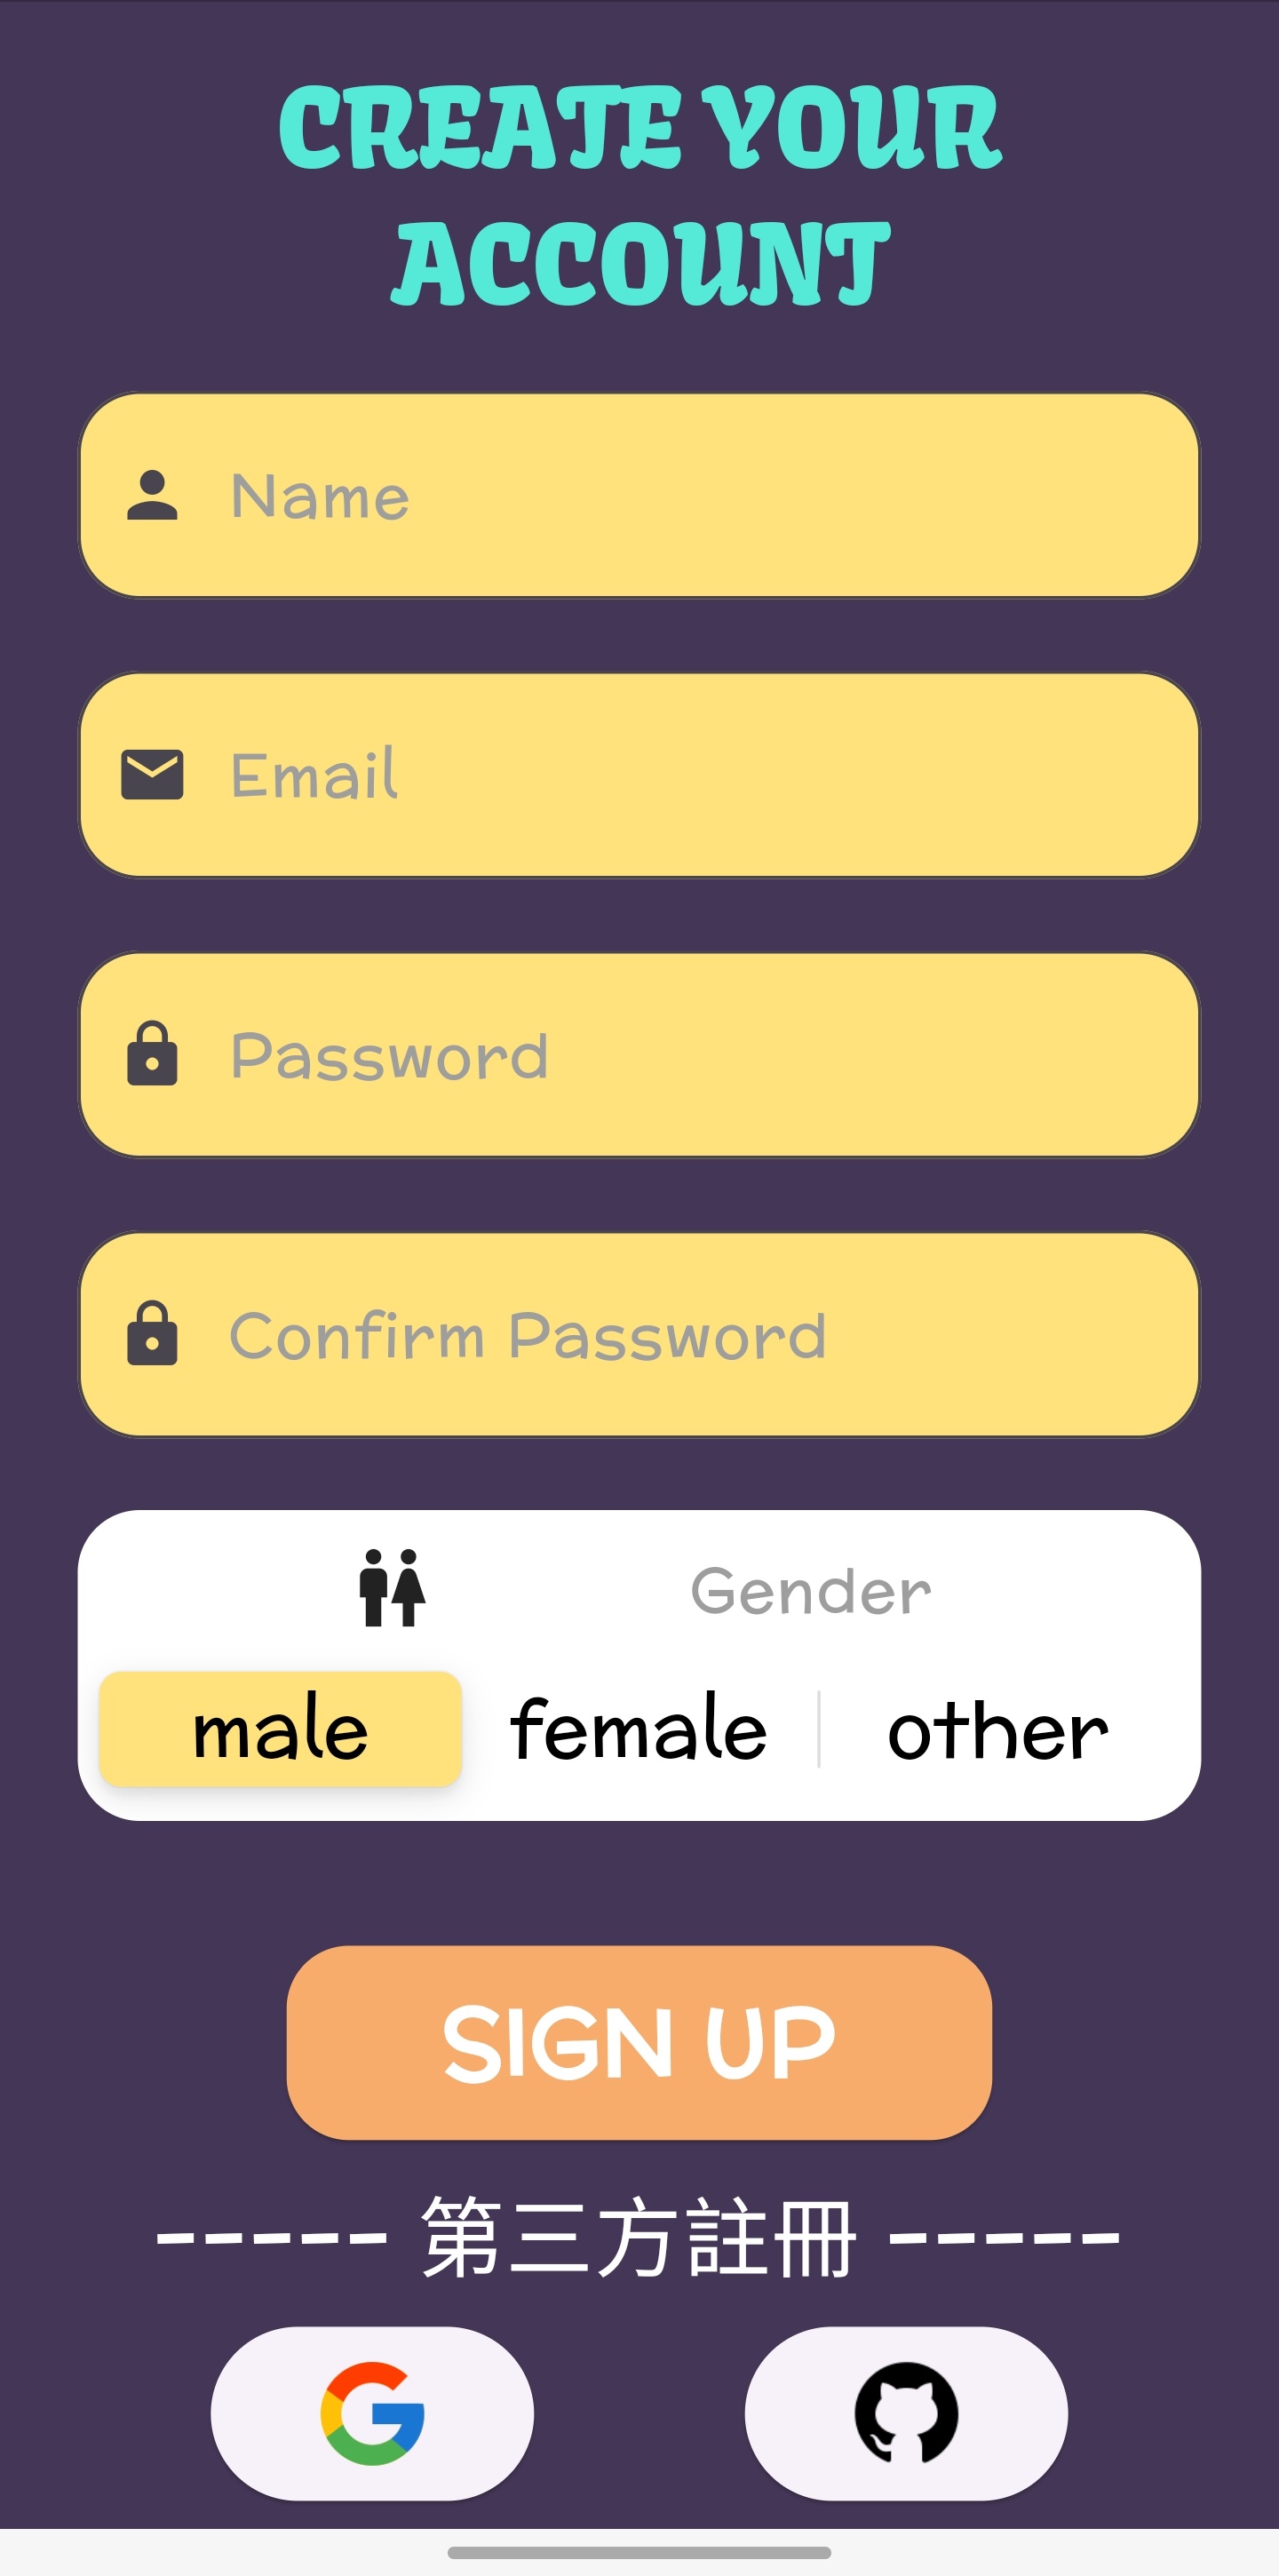 CREATE YOUR
ACCOUNT
Name
Email
Password
Confirm Password
Gender
male female other
SIGN UP
------ 第三方註冊 ------